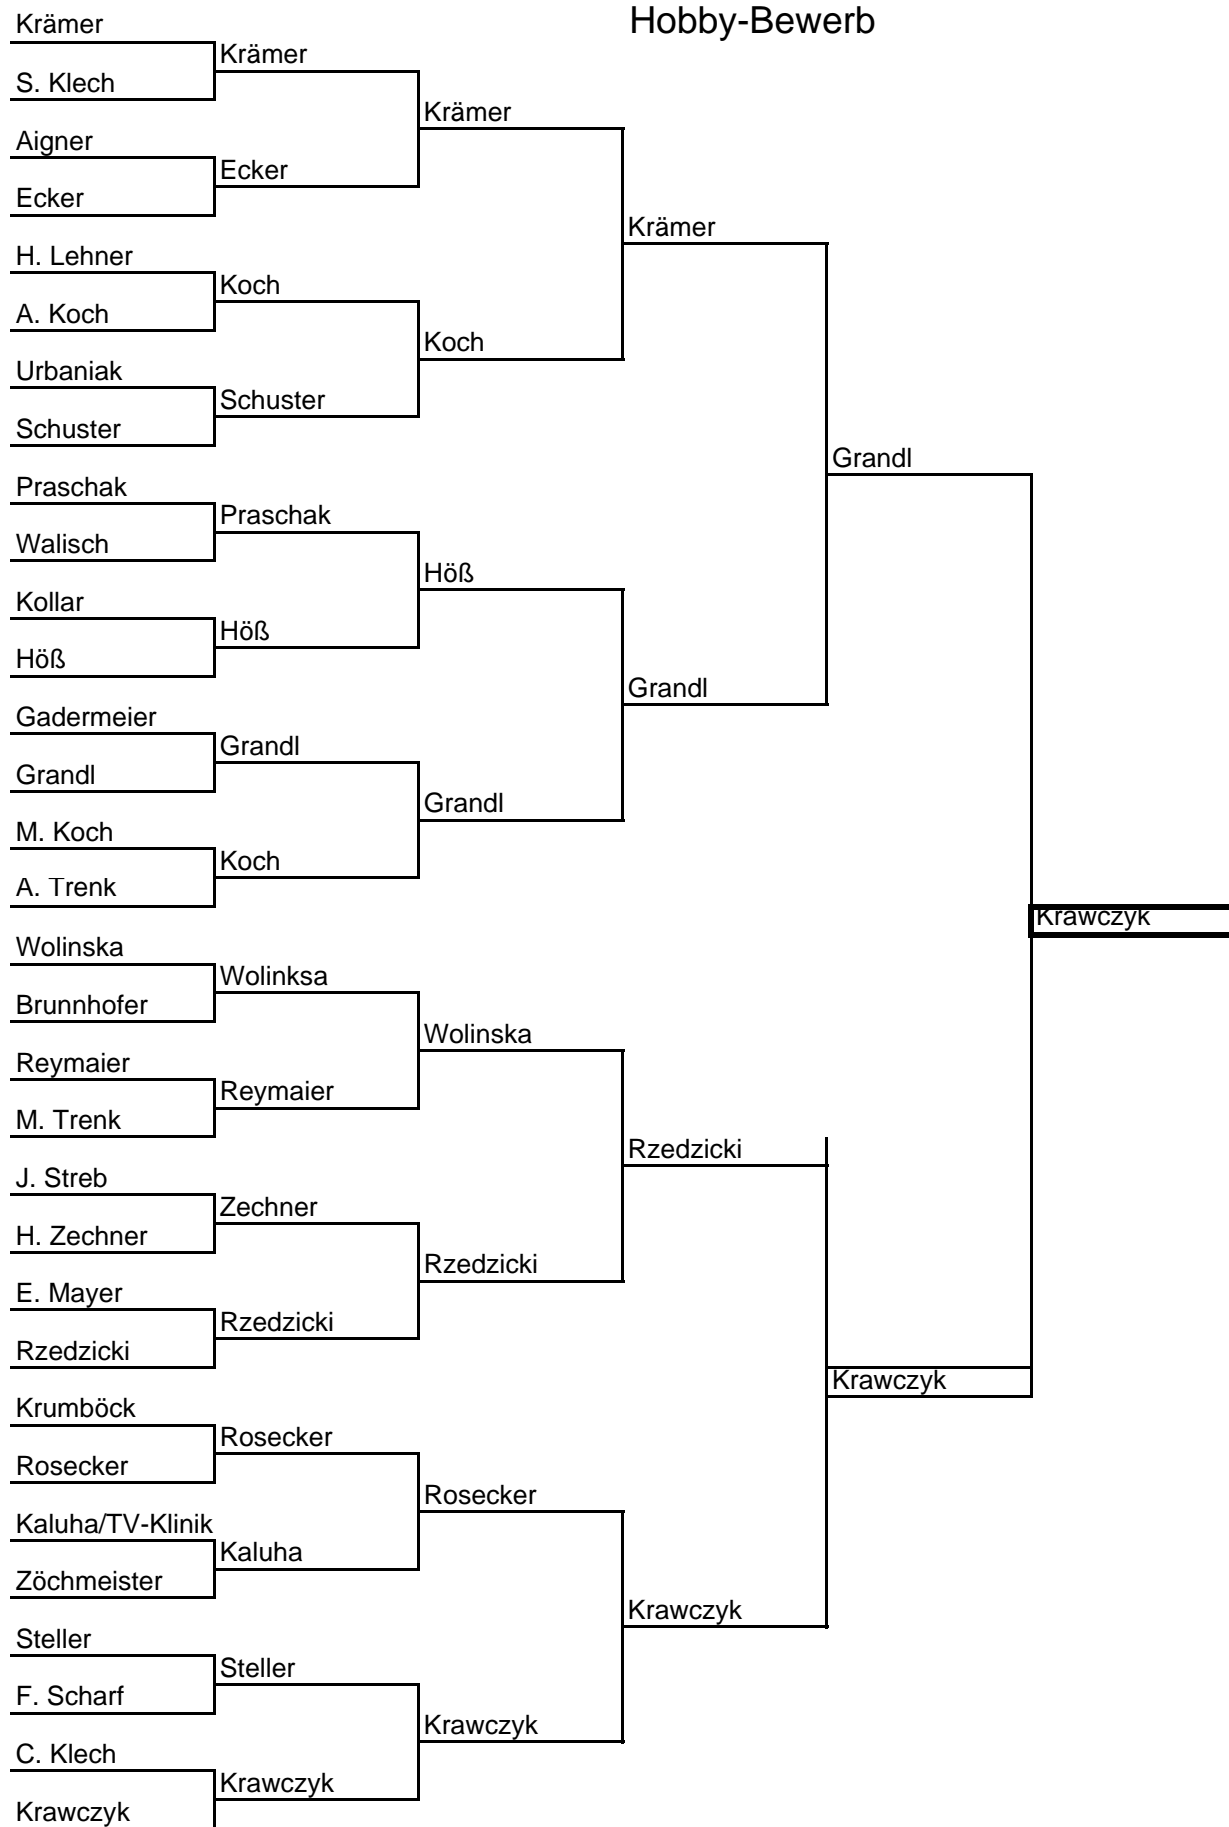 Hobby-Bewerb
Krämer
Krämer
S. Klech
Krämer
Aigner
Ecker
Ecker
Krämer
H. Lehner
Koch
A. Koch
Koch
Urbaniak
Schuster
Schuster
Grandl
Praschak
Praschak
Walisch
Höß
Kollar
Höß
Höß
Grandl
Gadermeier
Grandl
Grandl
Grandl
M. Koch
Koch
A. Trenk
Krawczyk
Wolinska
Wolinksa
Brunnhofer
Wolinska
Reymaier
Reymaier
M. Trenk
Rzedzicki
J. Streb
Zechner
H. Zechner
Rzedzicki
E. Mayer
Rzedzicki
Rzedzicki
Krawczyk
Krumböck
Rosecker
Rosecker
Rosecker
Kaluha/TV-Klinik
Kaluha
Zöchmeister
Krawczyk
Steller
Steller
F. Scharf
Krawczyk
C. Klech
Krawczyk
Krawczyk